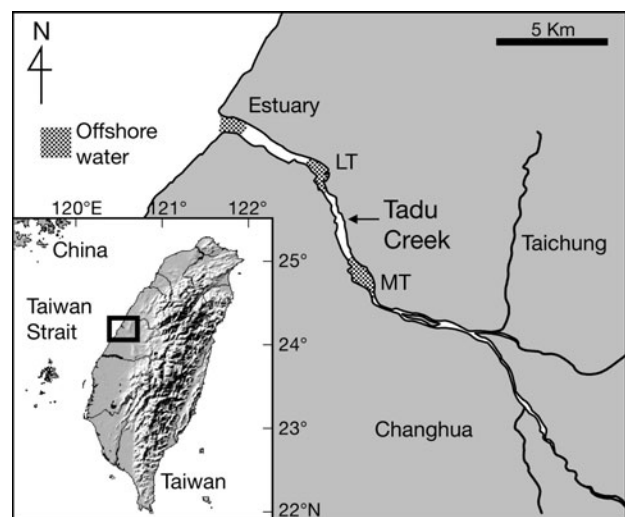 N
5 Km
Estuary
Offshore
water
LT
Tadu
Creek
120°E
121°
122°
China
Taichung
MT
25°
Taiwan
Strait
24°
Changhua
23°
Taiwan
22°N